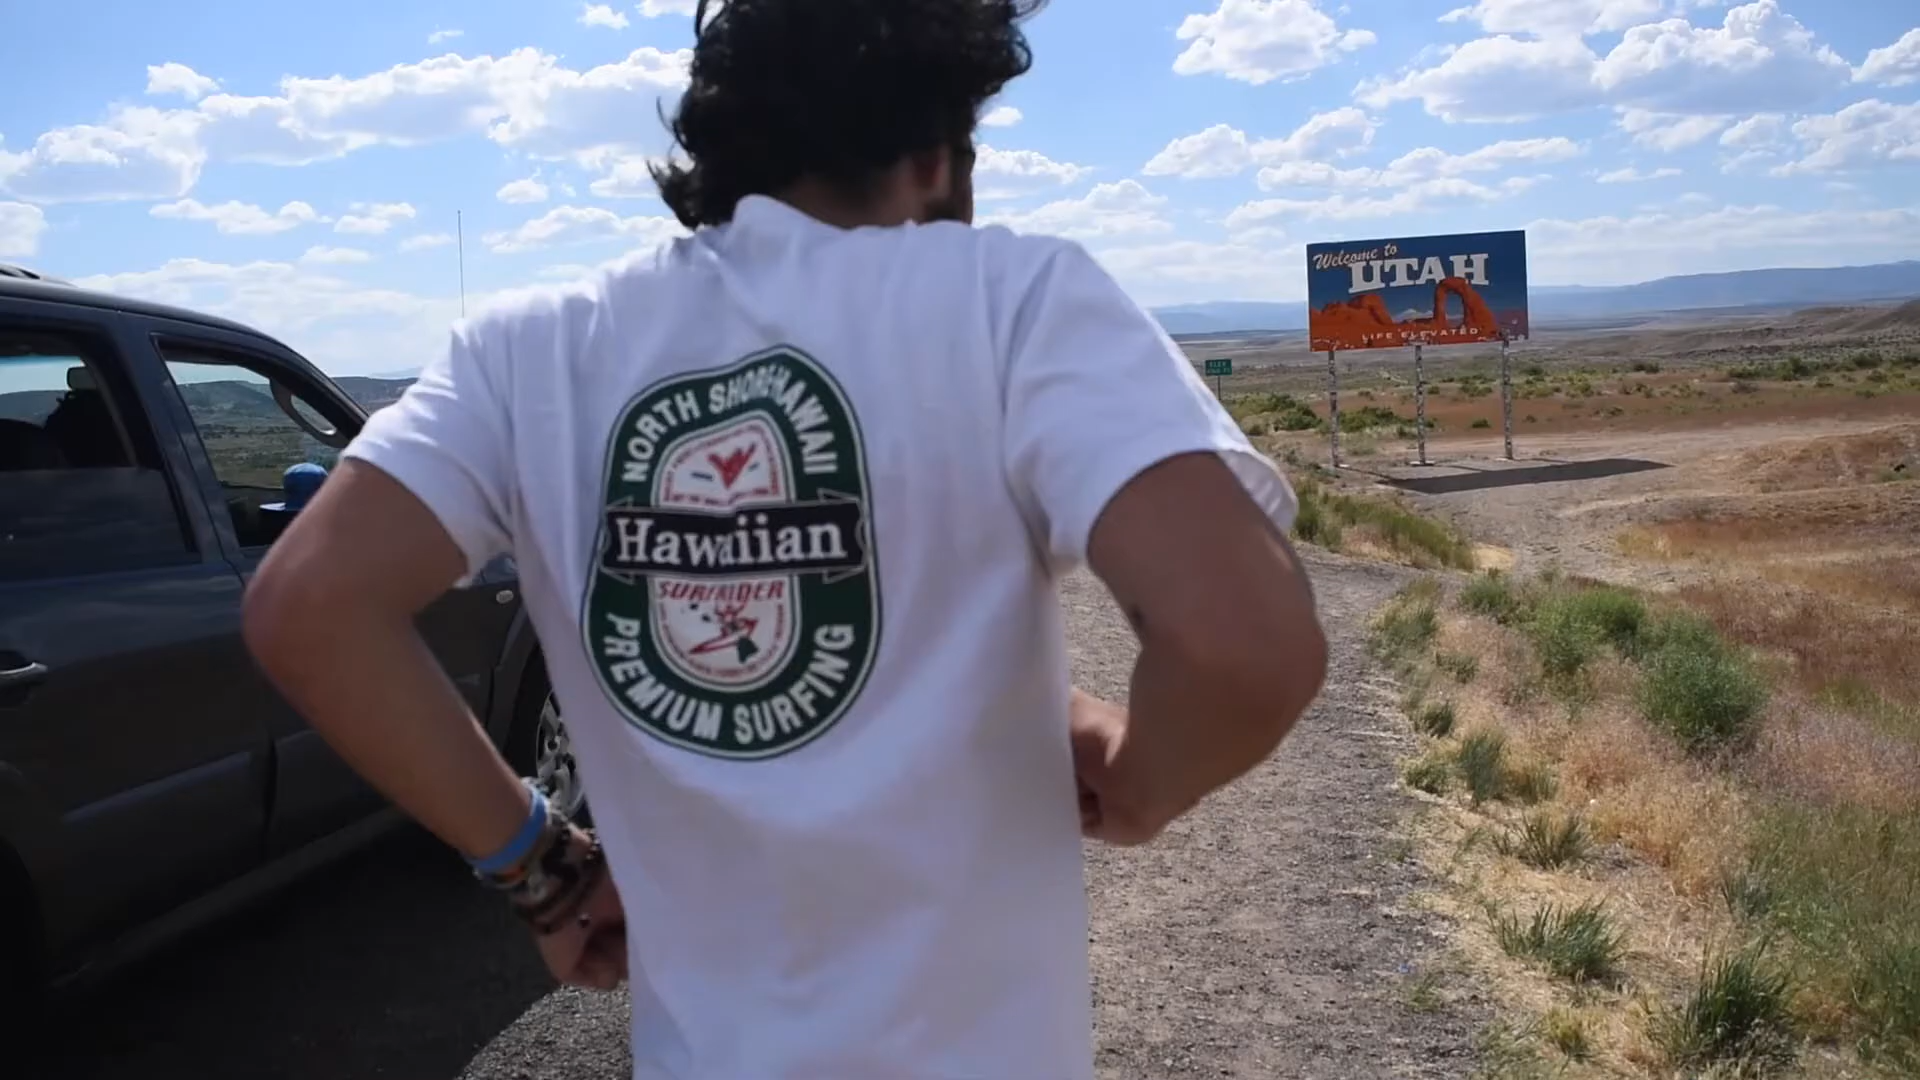 NORTH SHORE HAWAII
Hawaiian
SURFRIDER
PREMIUM SURFING
Welcome to
UTAH
LIFE ELEVATED